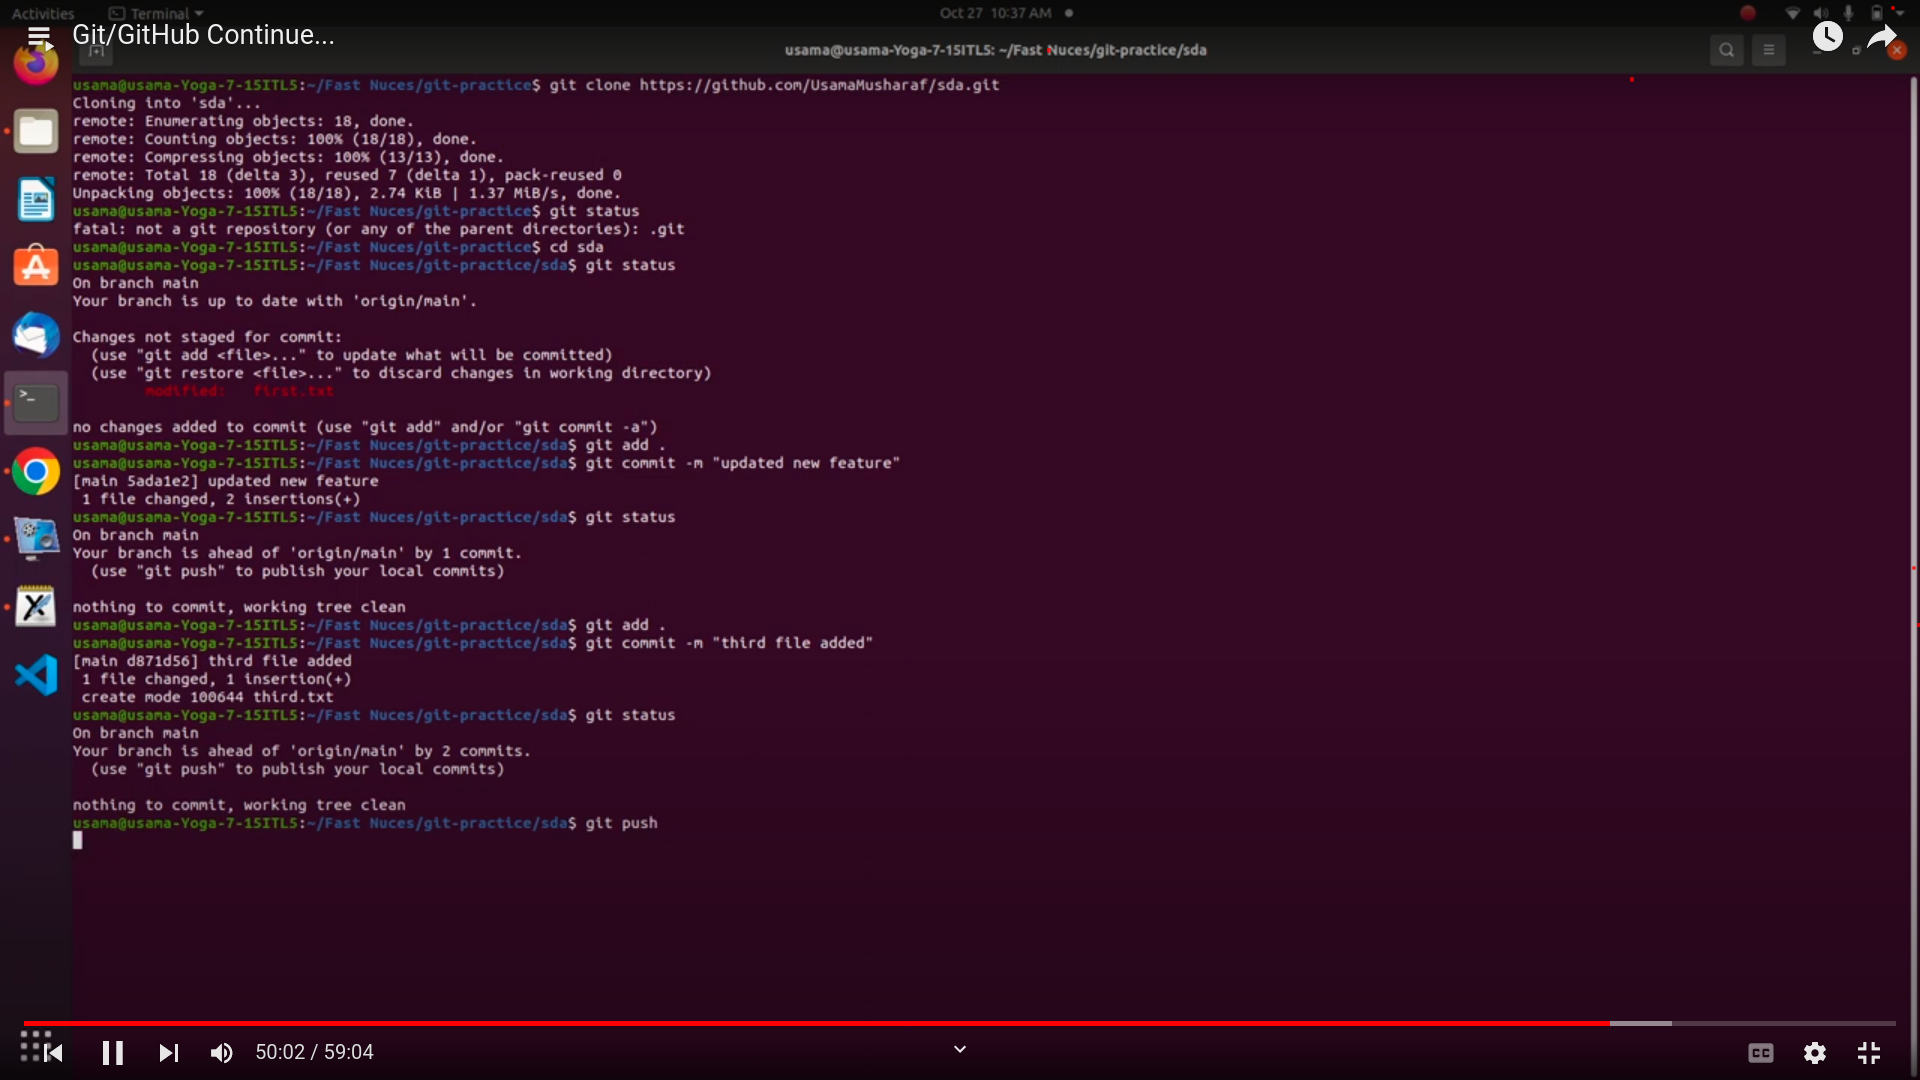 Activities Terminal Oct 27 10:37 AM
Git/GitHub Continue...
usama@usama-Yoga-7-15ITL5: ~/Fast Nuces/git-practice/sda
usama@usama-Yoga-7-15ITL5:~/Fast Nuces/git-practice$ git clone https://github.com/UsamaMusharaf/sda.git
Cloning into 'sda'...
remote: Enumerating objects: 18, done.
remote: Counting objects: 100% (18/18), done.
remote: Compressing objects: 100% (13/13), done.
remote: Total 18 (delta 3), reused 7 (delta 1), pack-reused 0
Unpacking objects: 100% (18/18), 2.74 KiB | 1.37 MiB/s, done.
usama@usama-Yoga-7-15ITL5:~/Fast Nuces/git-practice$ git status
fatal: not a git repository (or any of the parent directories): .git
usama@usama-Yoga-7-15ITL5:~/Fast Nuces/git-practice$ cd sda
usama@usama-Yoga-7-15ITL5:~/Fast Nuces/git-practice/sda$ git status
On branch main
Your branch is up to date with 'origin/main'.
Changes not staged for commit:
(use "git add <file>..." to update what will be committed)
(use "git restore <file>..." to discard changes in working directory)
modified: first.txt
no changes added to commit (use "git add" and/or "git commit -a")
usama@usama-Yoga-7-15ITL5:~/Fast Nuces/git-practice/sda$ git add .
usama@usama-Yoga-7-15ITL5:~/Fast Nuces/git-practice/sda$ git commit -m "updated new feature"
[main 5ada1e2] updated new feature
1 file changed, 2 insertions(+)
usama@usama-Yoga-7-15ITL5:~/Fast Nuces/git-practice/sda$ git status
On branch main
Your branch is ahead of 'origin/main' by 1 commit.
(use "git push" to publish your local commits)
nothing to commit, working tree clean
usama@usama-Yoga-7-15ITL5:~/Fast Nuces/git-practice/sda$ git add .
usama@usama-Yoga-7-15ITL5:~/Fast Nuces/git-practice/sda$ git commit -m "third file added"
[main d871d56] third file added
1 file changed, 1 insertion(+)
create mode 100644 third.txt
usama@usama-Yoga-7-15ITL5:~/Fast Nuces/git-practice/sda$ git status
On branch main
Your branch is ahead of 'origin/main' by 2 commits.
(use "git push" to publish your local commits)
nothing to commit, working tree clean
usama@usama-Yoga-7-15ITL5:~/Fast Nuces/git-practice/sda$ git push
50:02 / 59:04
CC